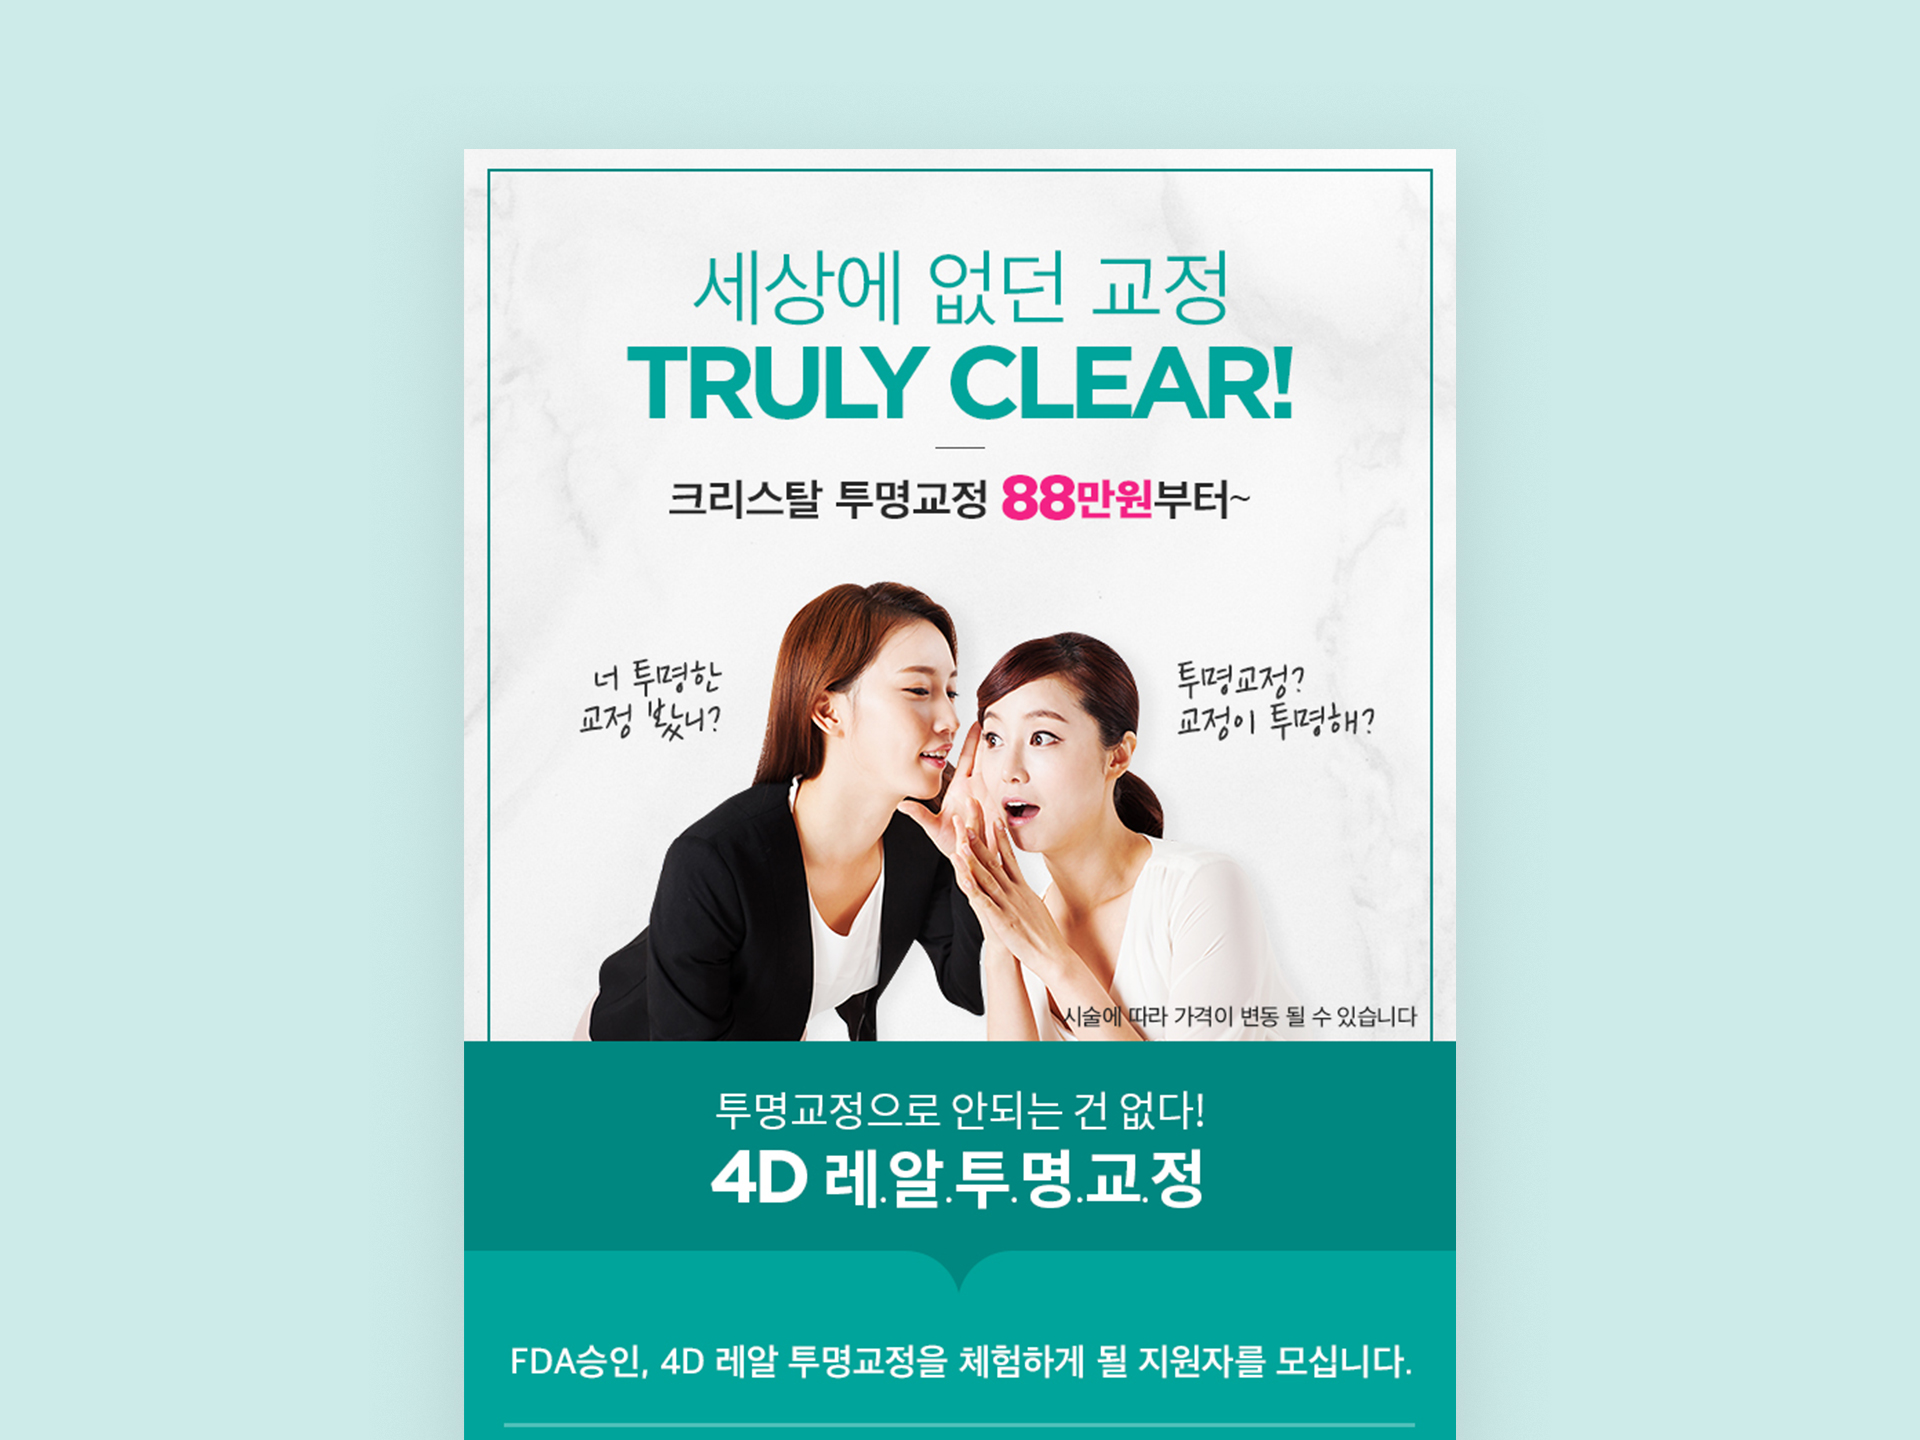 세상에 없던 교정
TRULY CLEAR!
크리스탈 투명교정 88만원부터~
너 투명한
교정 봤니?
투명교정?
교정이 투명해?
시술에 따라 가격이 변동 될 수 있습니다
투명교정으로 안되는 건 없다!
4D 레.알.투.명.교.정
FDA승인, 4D 레알 투명교정을 체험하게 될 지원자를 모십니다.